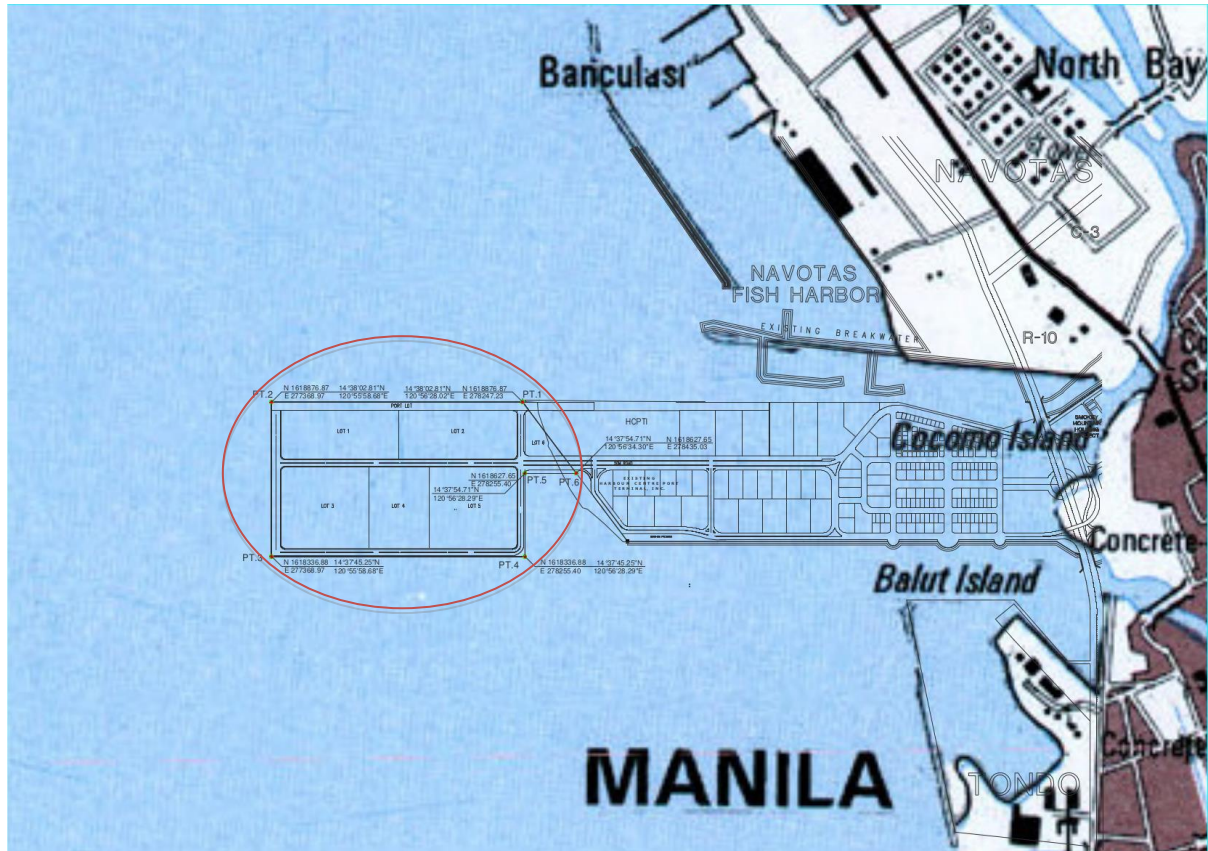 Banculasi
North Bay
NAVOTAS
C-3
NAVOTAS
FISH HARBOR
EXISTING BREAKWATER
R-10
PT.2
N 1618876.87 14°38'02.81"N
E 277368.97 120°55'58.68"E
14°38'02.81"N N 1618876.87
120°56'28.02"E E 278247.23
PT.1
PORT LOT
HCPTI
LOT 1
LOT 2
LOT 6
14°37'54.71"N N 1618627.65
120°56'34.30"E E 278435.03
Cocomo Island
SMOKEY
MOUNTAIN
N 1618627.65
E 278255.40
PT.5
PT.6
14°37'54.71"N
120°56'28.29"E
EXISTING
HARBOUR CENTRE PORT
TERMINAL, INC.
LOT 3
LOT 4
LOT 5
PT.3
N 1618336.88 14°37'45.25"N
E 277368.97 120°55'58.68"E
PT.4
N 1618336.88 14°37'45.25"N
E 278255.40 120°56'28.29"E
Concrete
Balut Island
MANILA
Concrete
TONDO